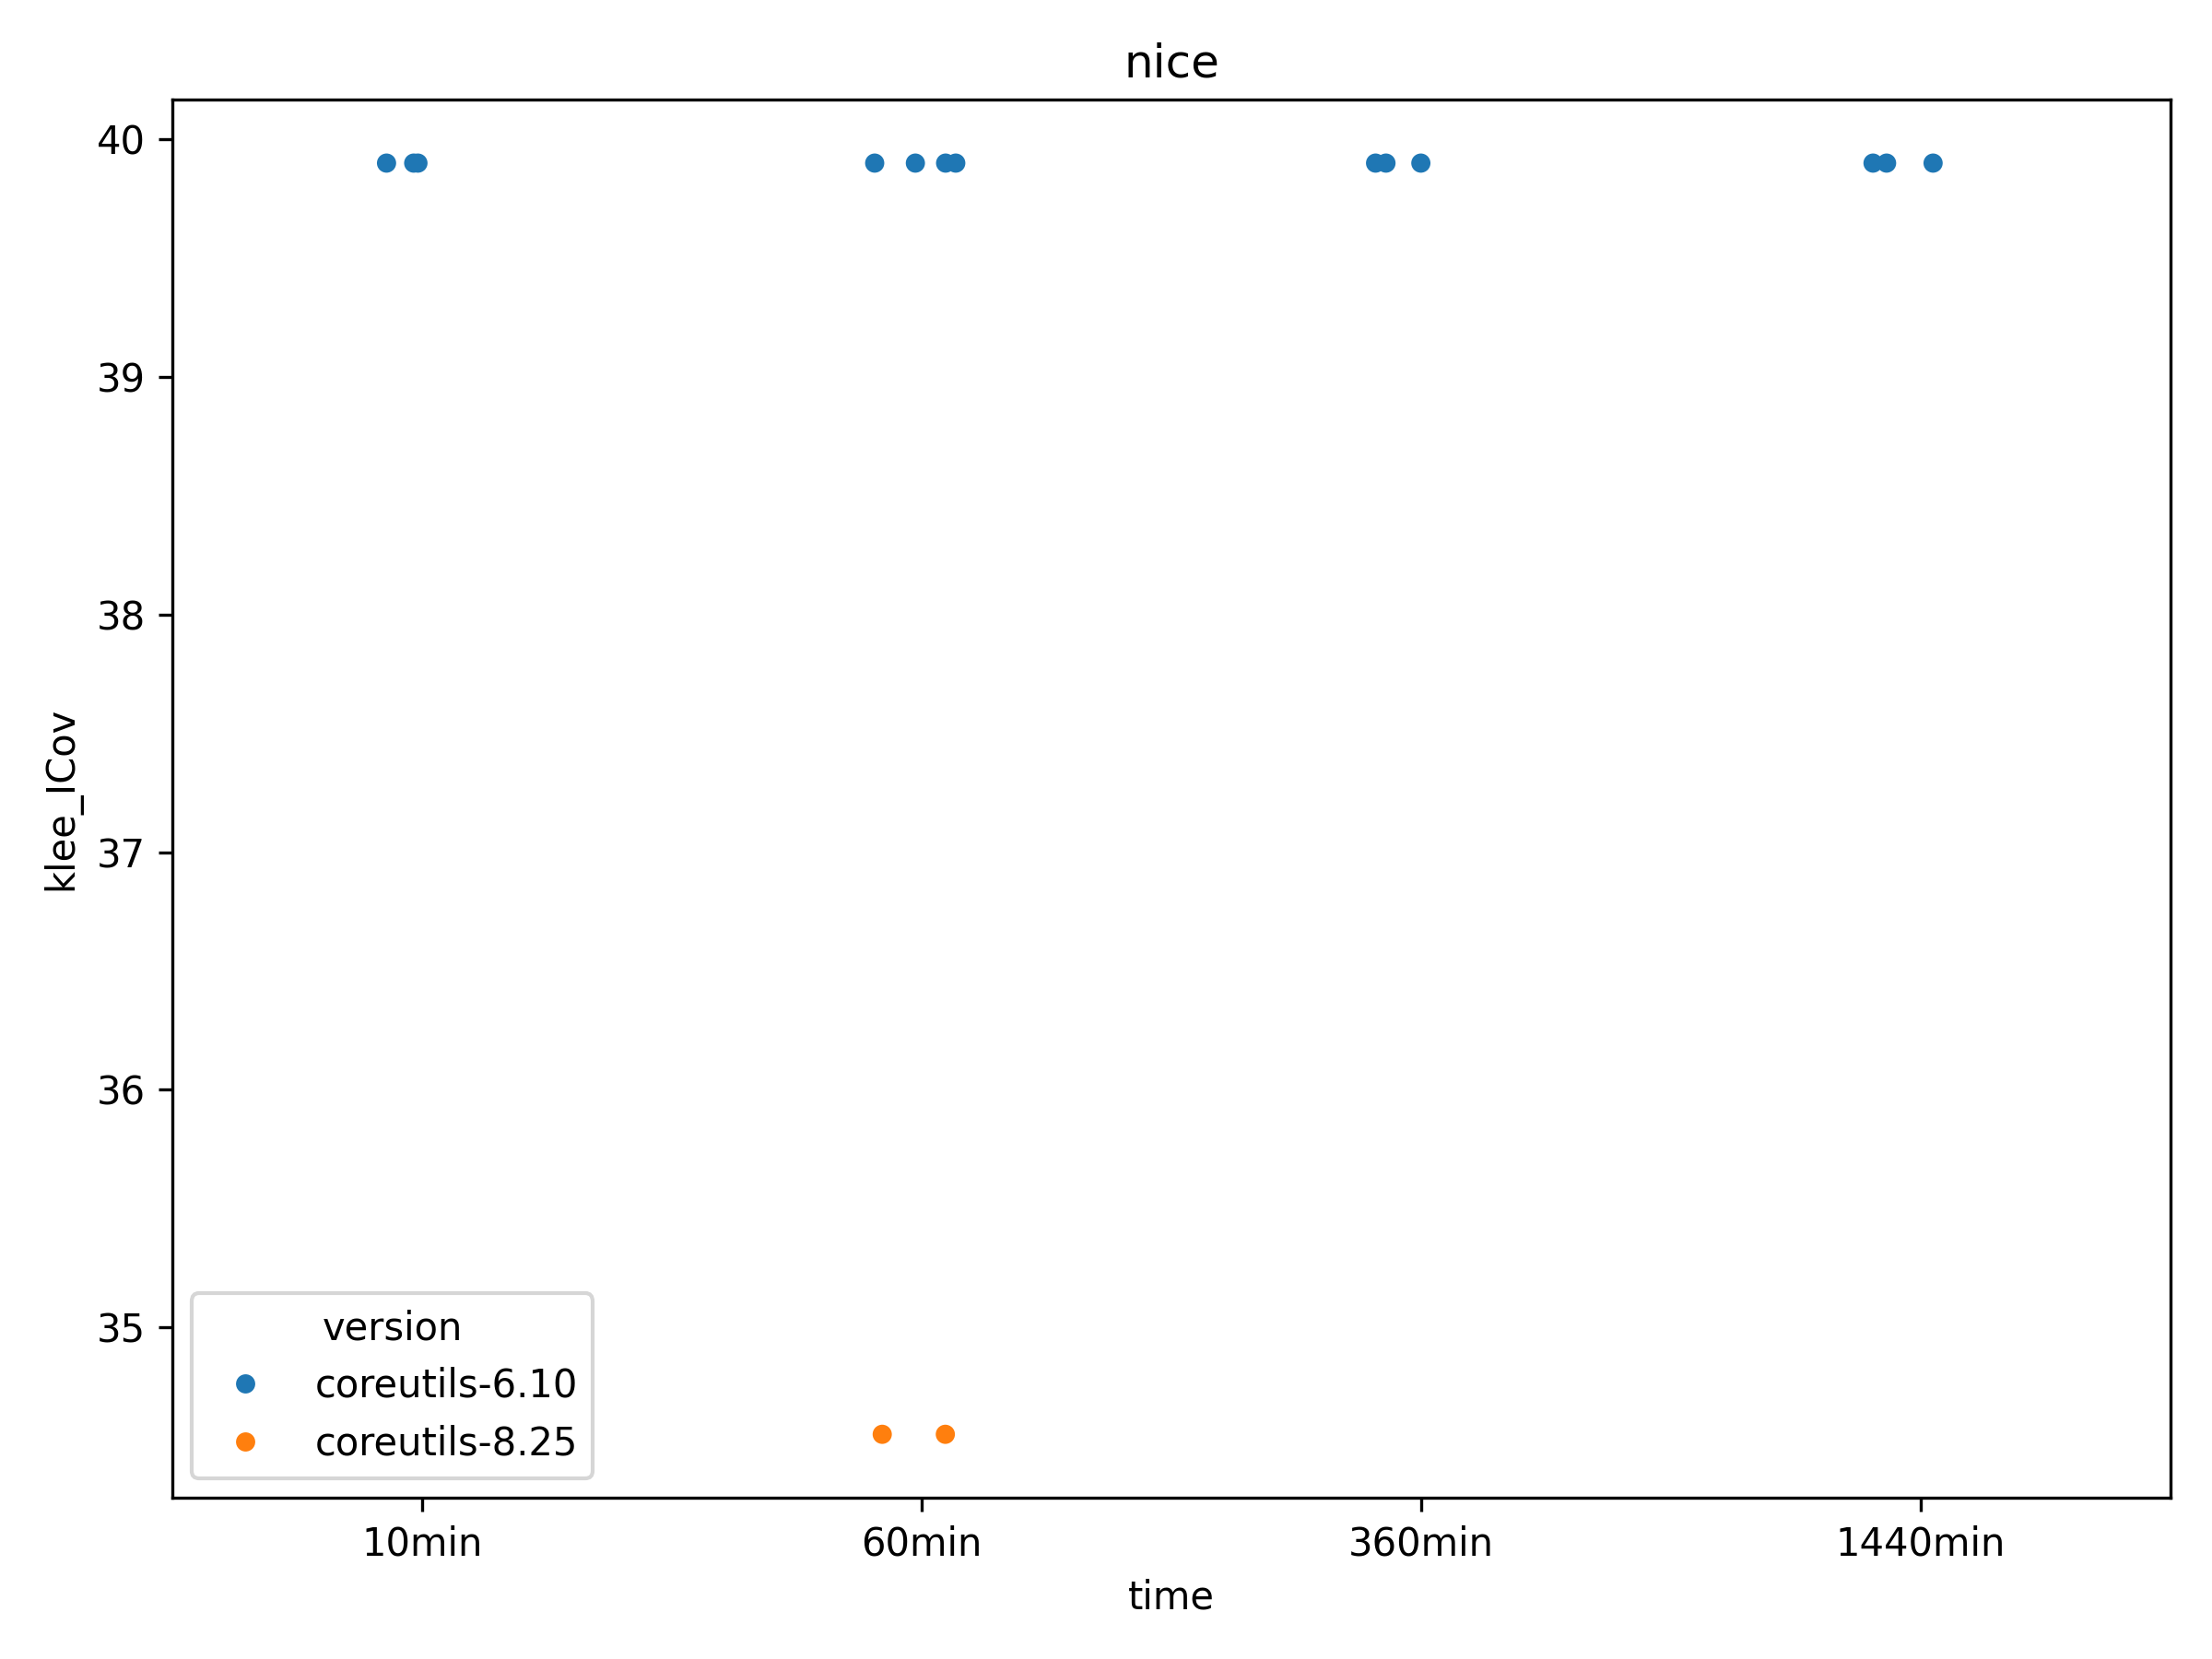 nice
40
39
38
37
36
35
klee_ICov
version
coreutils-6.10
coreutils-8.25
10min 60min 360min 1440min
time